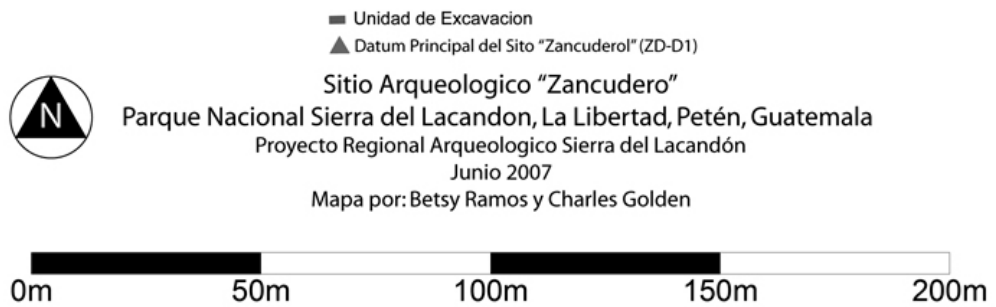 Unidad de Excavacion
Datum Principal del Sito “Zancuderol” (ZD-D1)
Sitio Arqueologico “Zancudero”
N
Parque Nacional Sierra del Lacandon, La Libertad, Petén, Guatemala
Proyecto Regional Arqueologico Sierra del Lacandón
Junio 2007
Mapa por: Betsy Ramos y Charles Golden
0m 50m 100m 150m 200m